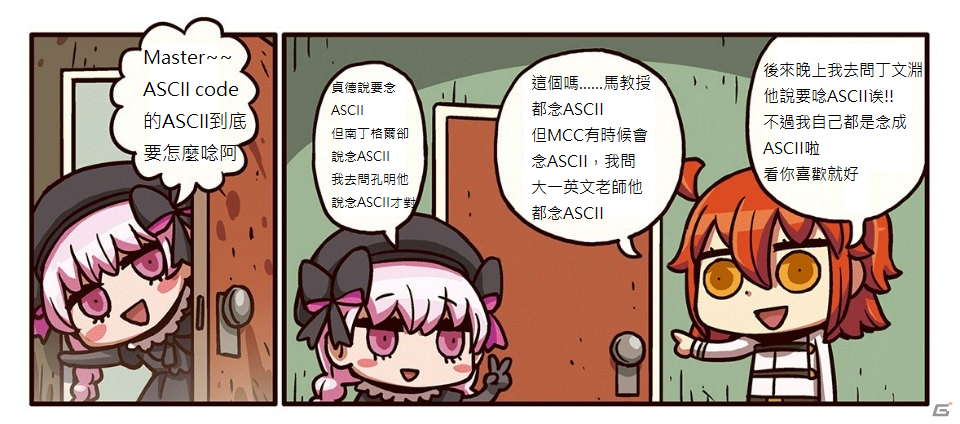 Master~~
ASCII code
的ASCII到底
要怎麼唸阿
貞德說要念
ASCII
但南丁格爾卻
說念ASCII
我去問孔明他
說念ASCII才對
這個嗎......馬教授
都念ASCII
但MCC有時候會
念ASCII，我問
大一英文老師他
都念ASCII
後來晚上我去問丁文淵
他說要唸ASCII诶!!
不過我自己都是念成
ASCII啦
看你喜歡就好